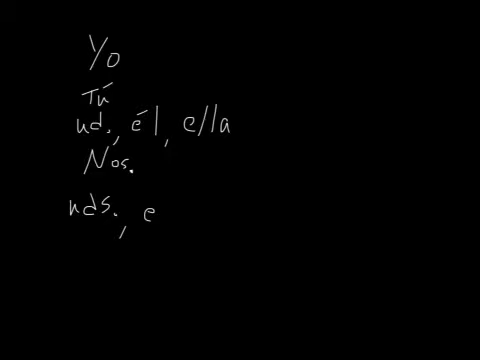 Yo
Tú
ud., él, ella
Nos.
uds., e